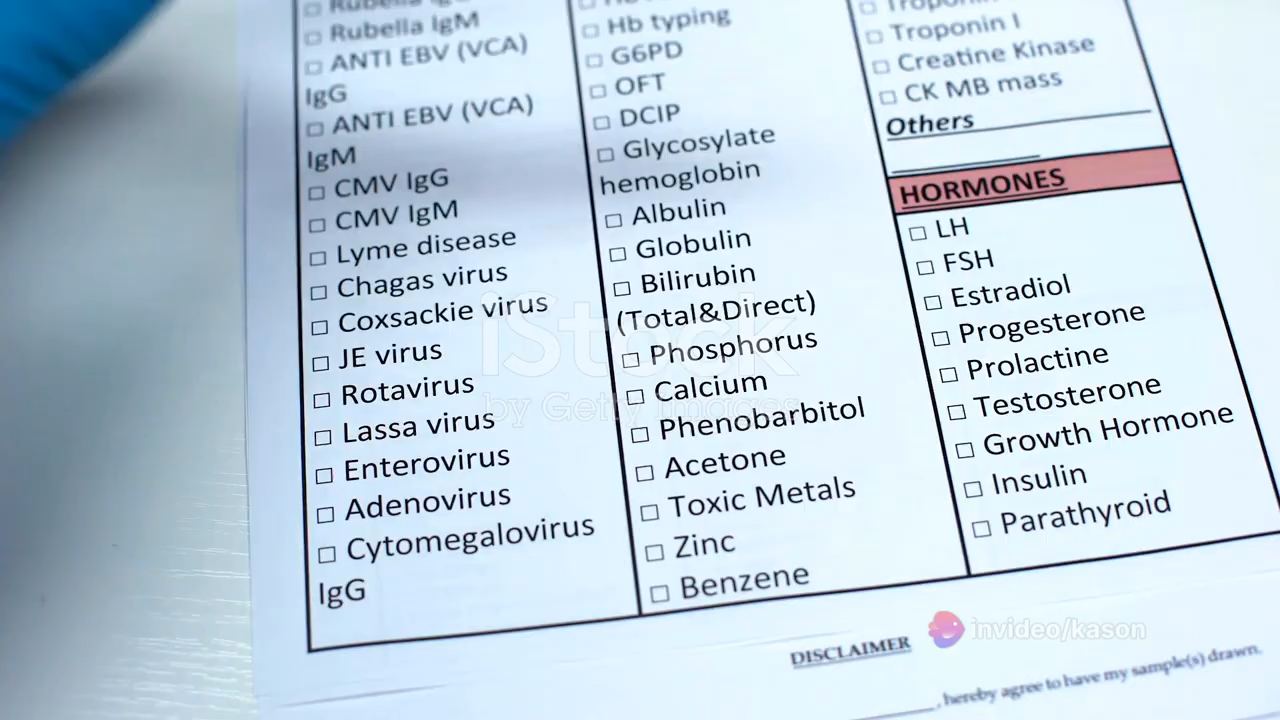 Rubella IgG
☐ Rubella IgM
☐ ANTI EBV (VCA)
IgG
☐ ANTI EBV (VCA)
IgM
☐ CMV IgG
☐ CMV IgM
☐ Lyme disease
☐ Chagas virus
☐ Coxsackie virus
☐ JE virus
☐ Rotavirus
☐ Lassa virus
☐ Enterovirus
☐ Adenovirus
☐ Cytomegalovirus
IgG
☐ Hb typing
☐ G6PD
☐ OFT
☐ DCIP
☐ Glycosylate
hemoglobin
☐ Albulin
☐ Globulin
☐ Bilirubin
(Total&Direct)
☐ Phosphorus
☐ Calcium
☐ Phenobarbitol
☐ Acetone
☐ Toxic Metals
☐ Zinc
☐ Benzene
☐ Troponin I
☐ Creatine Kinase
☐ CK MB mass
Others
HORMONES
☐ LH
☐ FSH
☐ Estradiol
☐ Progesterone
☐ Prolactine
☐ Testosterone
☐ Growth Hormone
☐ Insulin
☐ Parathyroid
iStock
by Getty Images
invideo/kason
DISCLAIMER
, hereby agree to have my sample(s) drawn.